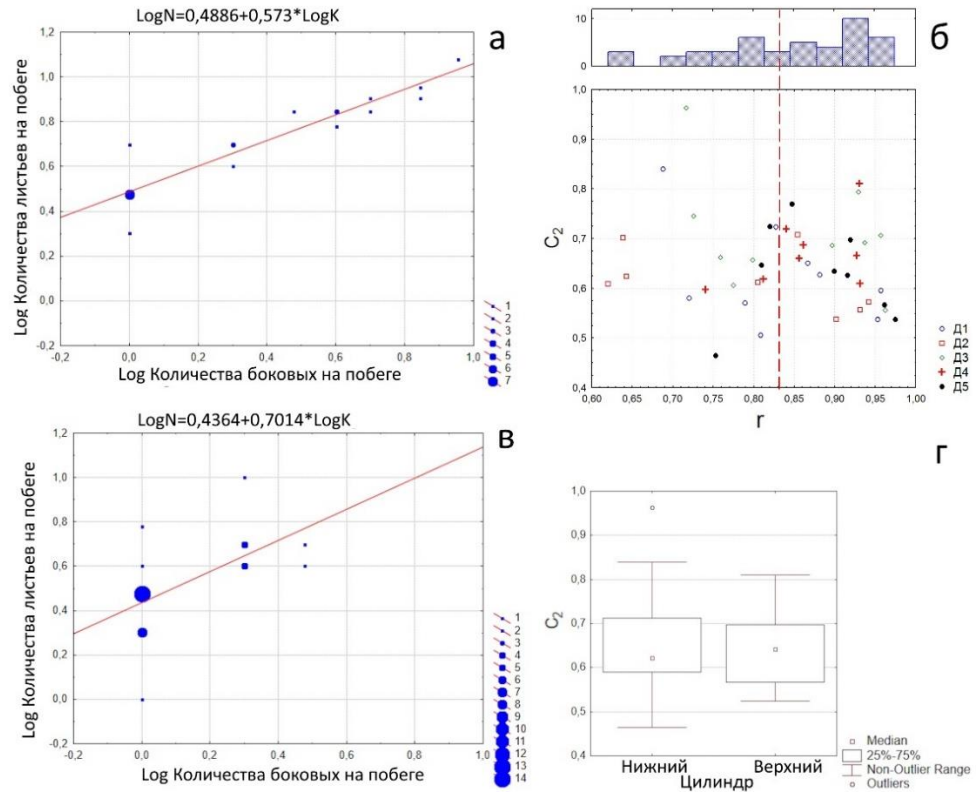 LogN=0,4886+0,573*LogK
а
Log Количества листьев на побеге
1,2
1,0
0,8
0,6
0,4
0,2
0,0
-0,2
-0,2 0,0 0,2 0,4 0,6 0,8 1,0
Log Количества боковых на побеге
1
2
3
4
5
6
7
б
10
5
0
C2
1,0
0,9
0,8
0,7
0,6
0,5
0,4
0,60 0,65 0,70 0,75 0,80 0,85 0,90 0,95 1,00
r
Д1
Д2
Д3
Д4
Д5
LogN=0,4364+0,7014*LogK
в
Log Количества листьев на побеге
1,2
1,0
0,8
0,6
0,4
0,2
0,0
-0,2
-0,2 0,0 0,2 0,4 0,6 0,8 1,0
Log Количества боковых на побеге
1
2
3
4
5
6
7
8
9
10
11
12
13
14
г
C2
1,0
0,9
0,8
0,7
0,6
0,5
0,4
Нижний Верхний
Цилиндр
Median
25%-75%
Non-Outlier Range
Outliers